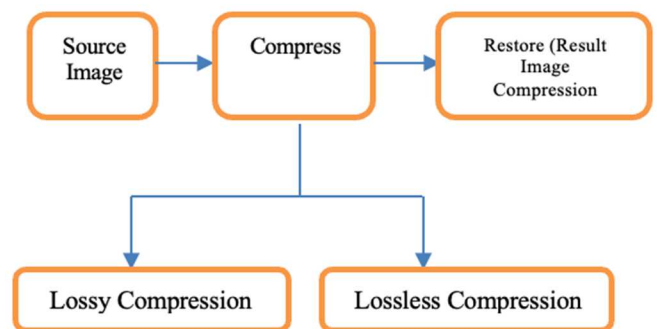 Source
Image
Compress
Restore (Result
Image
Compression
Lossy Compression
Lossless Compression